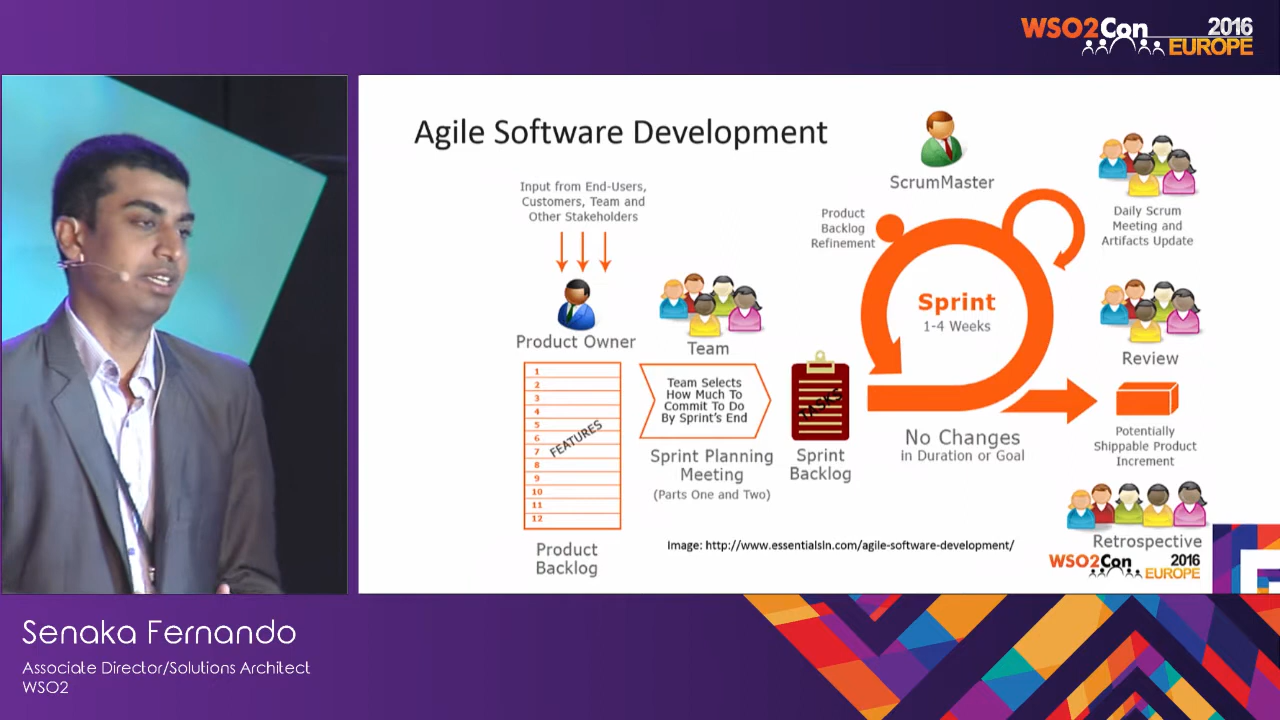 WSO2Con 2016
EUROPE
Agile Software Development
Input from End-Users,
Customers, Team and
Other Stakeholders
Product Owner
Team
ScrumMaster
Product
Backlog
Refinement
Daily Scrum
Meeting and
Artifacts Update
Sprint
1-4 Weeks
Review
1
2
3
4
5
6
7
8
9
10
11
12
FEATURES
Product
Backlog
Team Selects
How Much To
Commit To Do
By Sprint's End
Sprint Planning
Meeting
(Parts One and Two)
Sprint
Backlog
No Changes
in Duration or Goal
Potentially
Shippable Product
Increment
Retrospective
Image: http://www.essentialsln.com/agile-software-development/
WSO2Con 2016
EUROPE
Senaka Fernando
Associate Director/Solutions Architect
WSO2